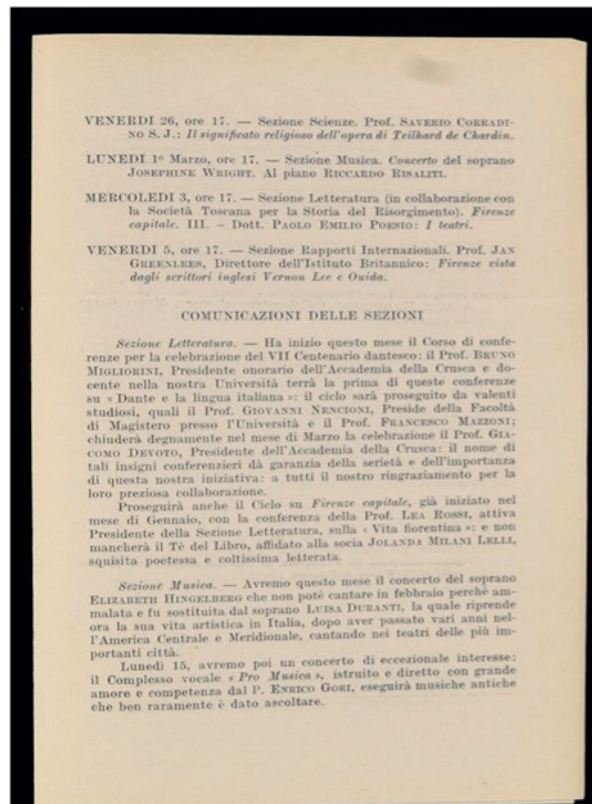 VENERDI 26, ore 17. — Sezione Scienze. Prof. SAVERIO CORRADI-
NO S. J.: Il significato religioso dell'opera di Teilhard de Chardin.
LUNEDI 1º Marzo, ore 17. — Sezione Musica. Concerto del soprano
JOSEPHINE WRIGHT. Al piano RICCARDO RISALITI.
MERCOLEDI 3, ore 17. — Sezione Letteratura (in collaborazione con
la Società Toscana per la Storia del Risorgimento). Firenze
capitale. III. – Dott. PAOLO EMILIO POESIO: I teatri.
VENERDI 5, ore 17. — Sezione Rapporti Internazionali. Prof. JAN
GREENLEES, Direttore dell'Istituto Britannico: Firenze vista
dagli scrittori inglesi Vernon Lee e Ouida.
COMUNICAZIONI DELLE SEZIONI
Sezione Letteratura. — Ha inizio questo mese il Corso di confe-
renze per la celebrazione del VII Centenario dantesco: il Prof. BRUNO
MIGLIORINI, Presidente onorario dell'Accademia della Crusca e do-
cente nella nostra Università terrà la prima di queste conferenze
su « Dante e la lingua italiana »: il ciclo sarà proseguito da valenti
studiosi, quali il Prof. GIOVANNI NENCIONI, Preside della Facoltà
di Magistero presso l'Università e il Prof. FRANCESCO MAZZONI;
chiuderà degnamente nel mese di Marzo la celebrazione il Prof. GIA-
COMO DEVOTO, Presidente dell'Accademia della Crusca: il nome di
tali insigni conferenzieri dà garanzia della serietà e dell'importanza
di questa nostra iniziativa: a tutti il nostro ringraziamento per la
loro preziosa collaborazione.
Proseguirà anche il Ciclo su Firenze capitale, già iniziato nel
mese di Gennaio, con la conferenza della Prof. LEA ROSSI, attiva
Presidente della Sezione Letteratura, sulla « Vita fiorentina »: e non
mancherà il Tè del Libro, affidato alla socia JOLANDA MILANI LELLI,
squisita poetessa e coltissima letterata.
Sezione Musica. — Avremo questo mese il concerto del soprano
ELIZABETH HINGELBERG che non potè cantare in febbraio perchè am-
malata e fu sostituita dal soprano LUISA DURANTI, la quale riprende
ora la sua vita artistica in Italia, dopo aver passato vari anni nel-
l'America Centrale e Meridionale, cantando nei teatri delle più im-
portanti città.
Lunedì 15, avremo poi un concerto di eccezionale interesse:
il Complesso vocale « Pro Musica », istruito e diretto con grande
amore e competenza dal P. ENRICO GORI, eseguirà musiche antiche
che ben raramente è dato ascoltare.